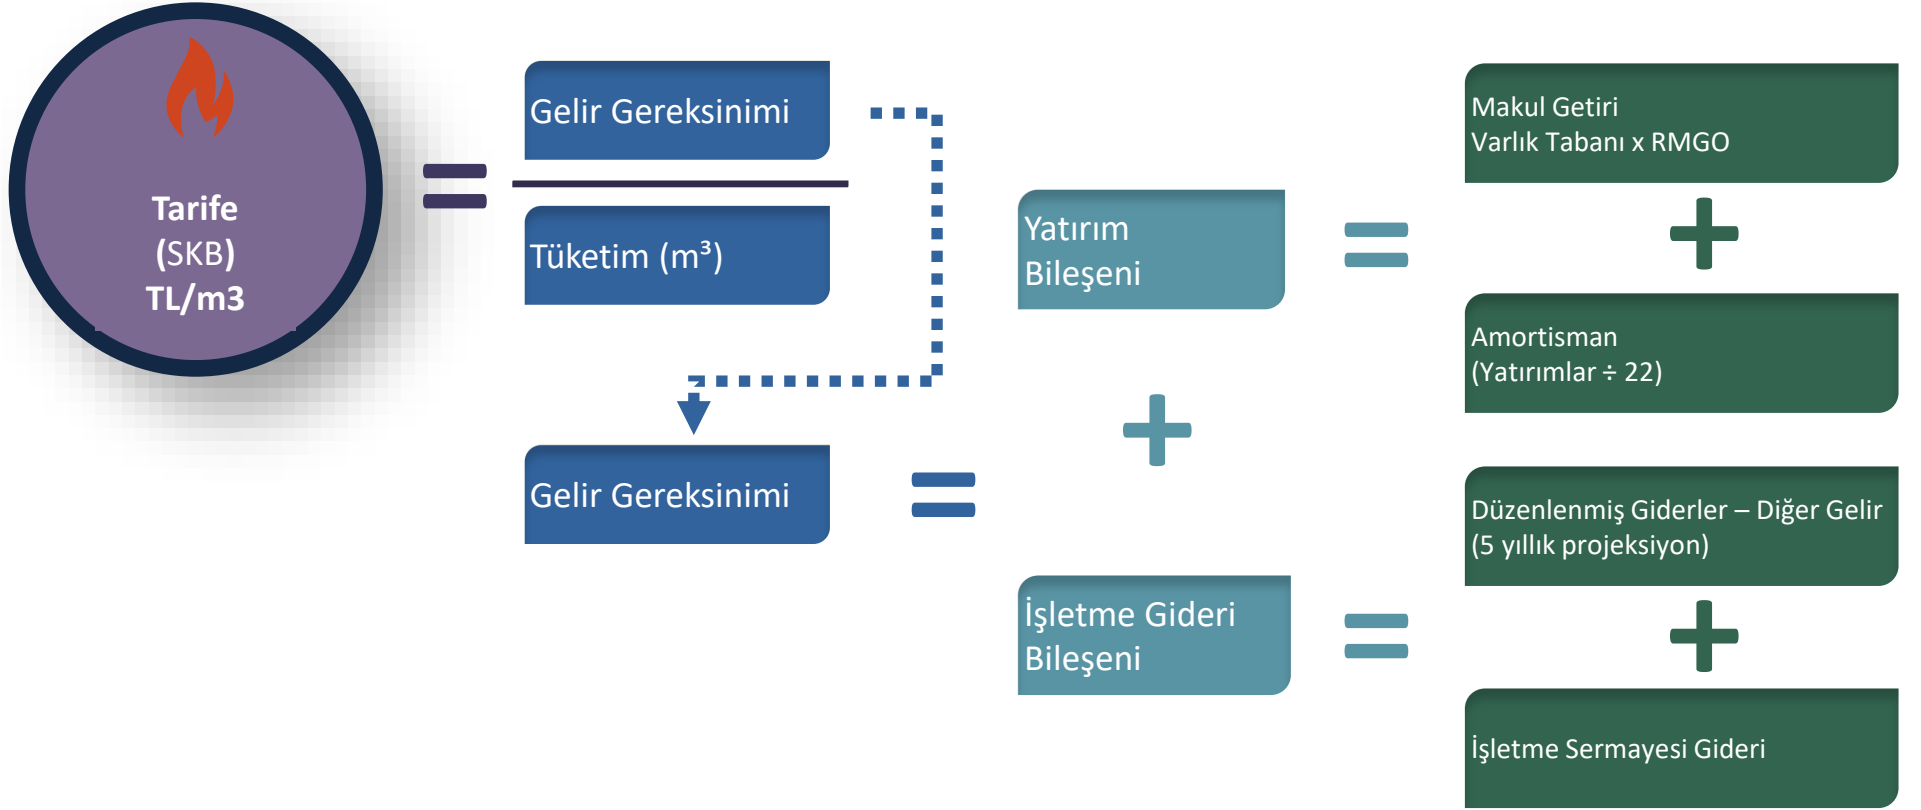 Tarife
(SKB)
TL/m3
Gelir Gereksinimi
Tüketim (m³)
Gelir Gereksinimi
Yatırım
Bileşeni
İşletme Gideri
Bileşeni
Makul Getiri
Varlık Tabanı x RMGO
Amortisman
(Yatırımlar ÷ 22)
Düzenlenmiş Giderler – Diğer Gelir
(5 yıllık projeksiyon)
İşletme Sermayesi Gideri